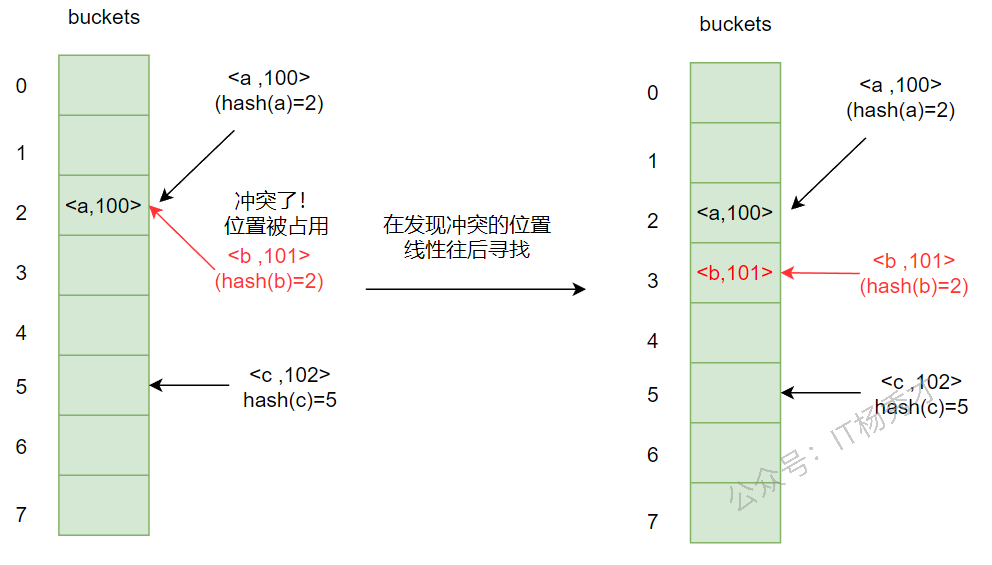 buckets
0
1
2
3
4
5
6
7
<a,100>
<a ,100>
(hash(a)=2)
冲突了!
位置被占用
<b ,101>
(hash(b)=2)
<c ,102>
hash(c)=5
在发现冲突的位置
线性往后寻找
buckets
0
1
2
3
4
5
6
7
<a,100>
<b,101>
<a ,100>
(hash(a)=2)
<b ,101>
(hash(b)=2)
<c ,102>
hash(c)=5
公众号：IT杨秀才